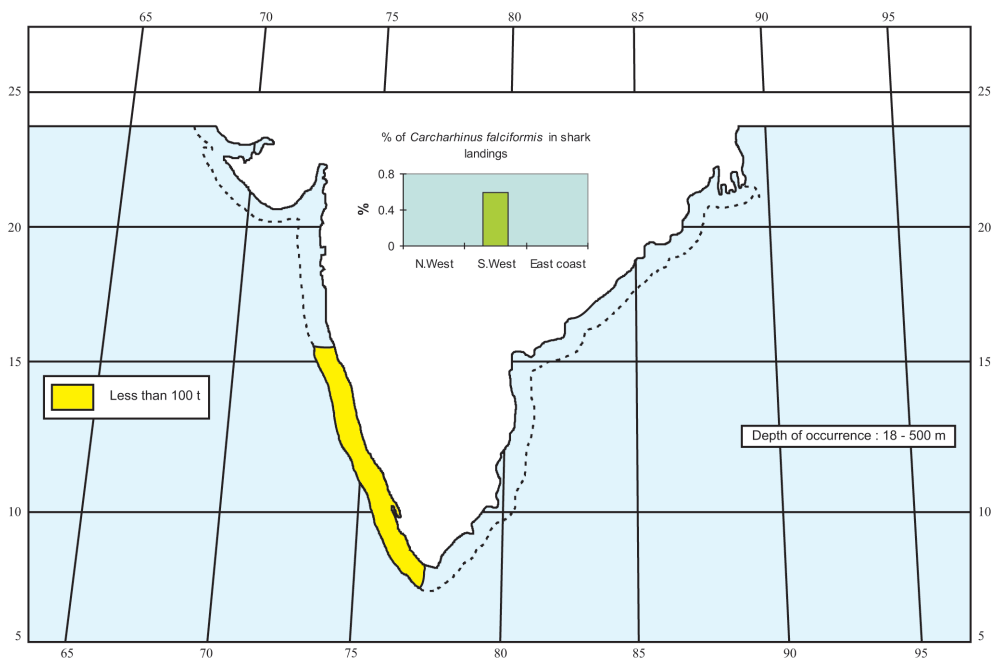 65 70 75 80 85 90 95
25 25
% of Carcharhinus falciformis in shark
landings
0.8
%
0.4
0
N.West S.West East coast
20 20
15 15
Less than 100 t
Depth of occurrence : 18 - 500 m
10 10
5 5
65 70 75 80 85 90 95